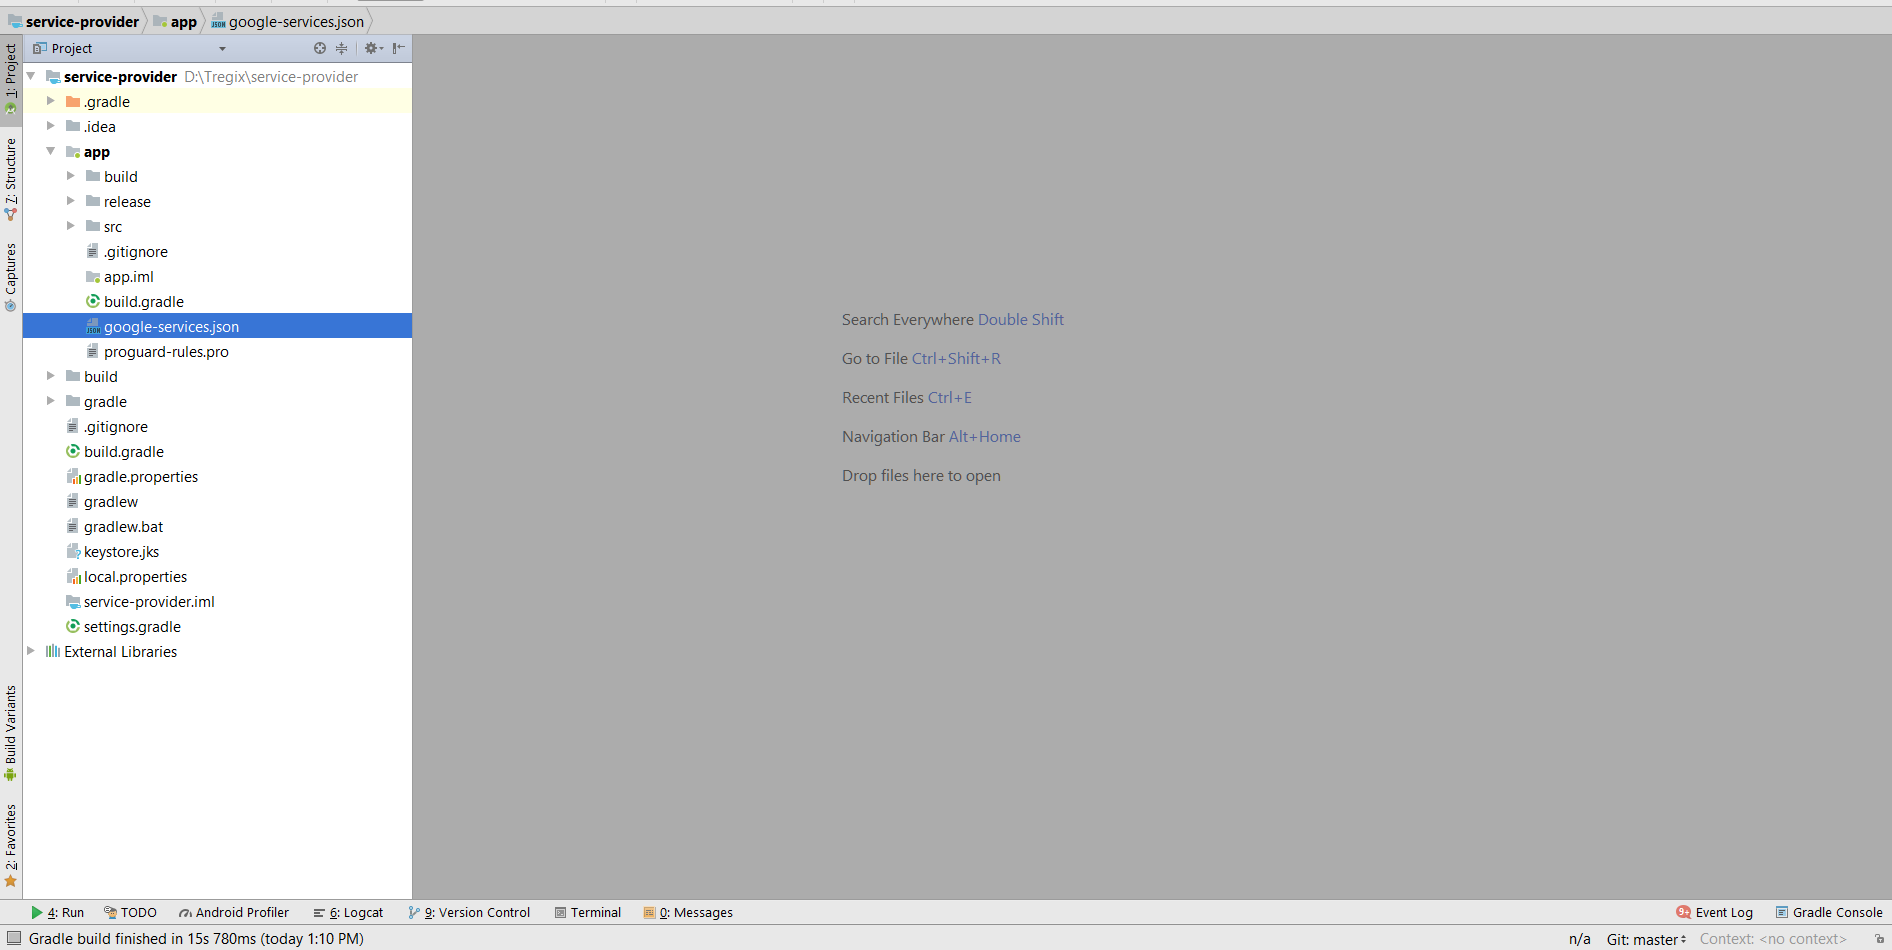 service-provider app google-services.json
Project
service-provider D:\Tregix\service-provider
.gradle
.idea
app
build
release
src
.gitignore
app.iml
build.gradle
google-services.json
proguard-rules.pro
build
gradle
.gitignore
build.gradle
gradle.properties
gradlew
gradlew.bat
keystore.jks
local.properties
service-provider.iml
settings.gradle
External Libraries
1: Project
7: Structure
Captures
Build Variants
2: Favorites
Search Everywhere Double Shift
Go to File Ctrl+Shift+R
Recent Files Ctrl+E
Navigation Bar Alt+Home
Drop files here to open
4: Run TODO Android Profiler 6: Logcat 9: Version Control Terminal 0: Messages 9+ Event Log Gradle Console
Gradle build finished in 15s 780ms (today 1:10 PM) n/a Git: master Context: <no context>